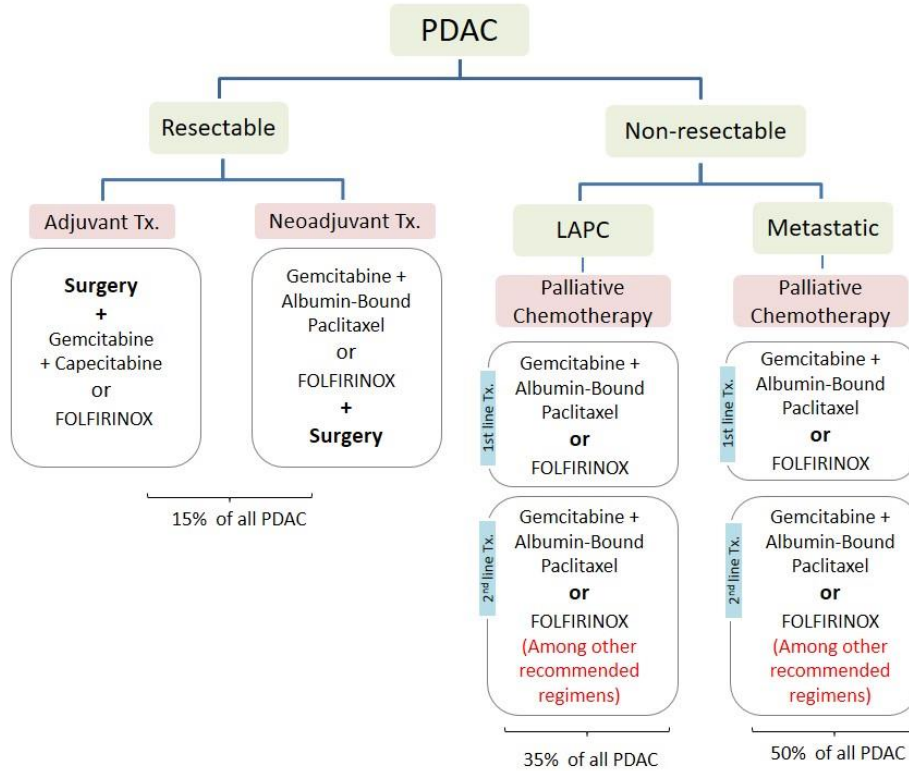 PDAC
Resectable
Non-resectable
Adjuvant Tx.
Neoadjuvant Tx.
LAPC
Metastatic
Surgery
+
Gemcitabine
+ Capecitabine
or
FOLFIRINOX
Gemcitabine +
Albumin-Bound
Paclitaxel
or
FOLFIRINOX
+
Surgery
15% of all PDAC
Palliative
Chemotherapy
1st line Tx.
Gemcitabine +
Albumin-Bound
Paclitaxel
or
FOLFIRINOX
2nd line Tx.
Gemcitabine +
Albumin-Bound
Paclitaxel
or
FOLFIRINOX
(Among other
recommended
regimens)
35% of all PDAC
Palliative
Chemotherapy
1st line Tx.
Gemcitabine +
Albumin-Bound
Paclitaxel
or
FOLFIRINOX
2nd line Tx.
Gemcitabine +
Albumin-Bound
Paclitaxel
or
FOLFIRINOX
(Among other
recommended
regimens)
50% of all PDAC